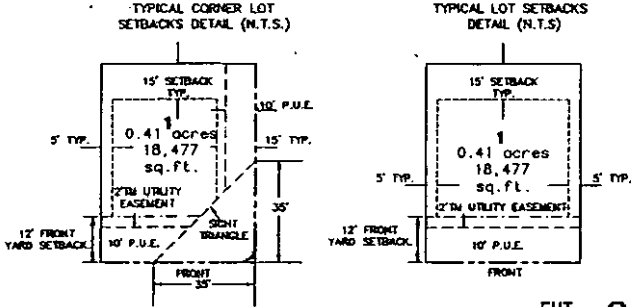 TYPICAL CORNER LOT
SETBACKS DETAIL (N.T.S.)
15' SETBACK
TYP.
10' P.U.E.
5' TYP.
1
0.41 acres
18,477
sq.ft.
15' TYP.
2'TM UTILITY
EASEMENT
SIGHT
TRIANGLE
35'
12' FRONT
YARD SETBACK
10' P.U.E.
FRONT
35'
TYPICAL LOT SETBACKS
DETAIL (N.T.S)
15' SETBACK
TYP.
1
0.41 acres
18,477
sq.ft.
5' TYP.
5' TYP.
2'TM UTILITY EASEMENT
12' FRONT
YARD SETBACK
10' P.U.E.
FRONT